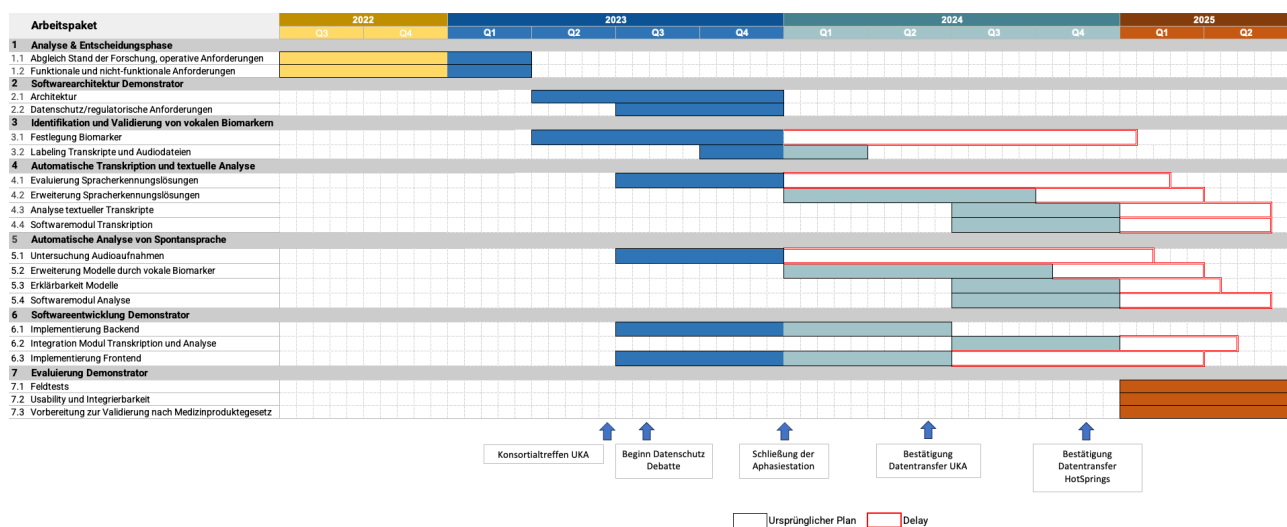 Arbeitspaket
2022 2023 2024 2025
Q3 Q4 Q1 Q2 Q3 Q4 Q1 Q2 Q3 Q4 Q1 Q2
1 Analyse & Entscheidungsphase
1.1 Abgleich Stand der Forschung, operative Anforderungen
1.2 Funktionale und nicht-funktionale Anforderungen
2 Softwarearchitektur Demonstrator
2.1 Architektur
2.2 Datenschutz/regulatorische Anforderungen
3 Identifikation und Validierung von vokalen Biomarkern
3.1 Festlegung Biomarker
3.2 Labeling Transkripte und Audiodateien
4 Automatische Transkription und textuelle Analyse
4.1 Evaluierung Spracherkennungslösungen
4.2 Erweiterung Spracherkennungslösungen
4.3 Analyse textueller Transkripte
4.4 Softwaremodul Transkription
5 Automatische Analyse von Spontansprache
5.1 Untersuchung Audioaufnahmen
5.2 Erweiterung Modelle durch vokale Biomarker
5.3 Erklärbarkeit Modelle
5.4 Softwaremodul Analyse
6 Softwareentwicklung Demonstrator
6.1 Implementierung Backend
6.2 Integration Modul Transcription und Analyse
6.3 Implementierung Frontend
7 Evaluierung Demonstrator
7.1 Feldtests
7.2 Usability und Integrierbarkeit
7.3 Vorbereitung zur Validierung nach Medizinproduktegesetz
Konsortialtreffen UKA
Beginn Datenschutz
Debatte
Schließung der
Aphasiestation
Bestätigung
Datentransfer UKA
Bestätigung
Datentransfer
HotSprings
Ursprünglicher Plan
Delay